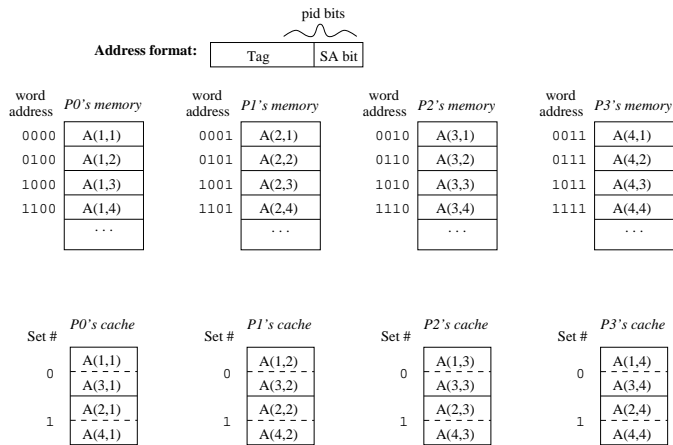 pid bits
Address format: Tag SA bit
word address P0's memory
0000 A(1,1)
0100 A(1,2)
1000 A(1,3)
1100 A(1,4)
. . .
word address P1's memory
0001 A(2,1)
0101 A(2,2)
1001 A(2,3)
1101 A(2,4)
. . .
word address P2's memory
0010 A(3,1)
0110 A(3,2)
1010 A(3,3)
1110 A(3,4)
. . .
word address P3's memory
0011 A(4,1)
0111 A(4,2)
1011 A(4,3)
1111 A(4,4)
. . .
Set # P0's cache
0
A(1,1)
A(3,1)
1
A(2,1)
A(4,1)
Set # P1's cache
0
A(1,2)
A(3,2)
1
A(2,2)
A(4,2)
Set # P2's cache
0
A(1,3)
A(3,3)
1
A(2,3)
A(4,3)
Set # P3's cache
0
A(1,4)
A(3,4)
1
A(2,4)
A(4,4)